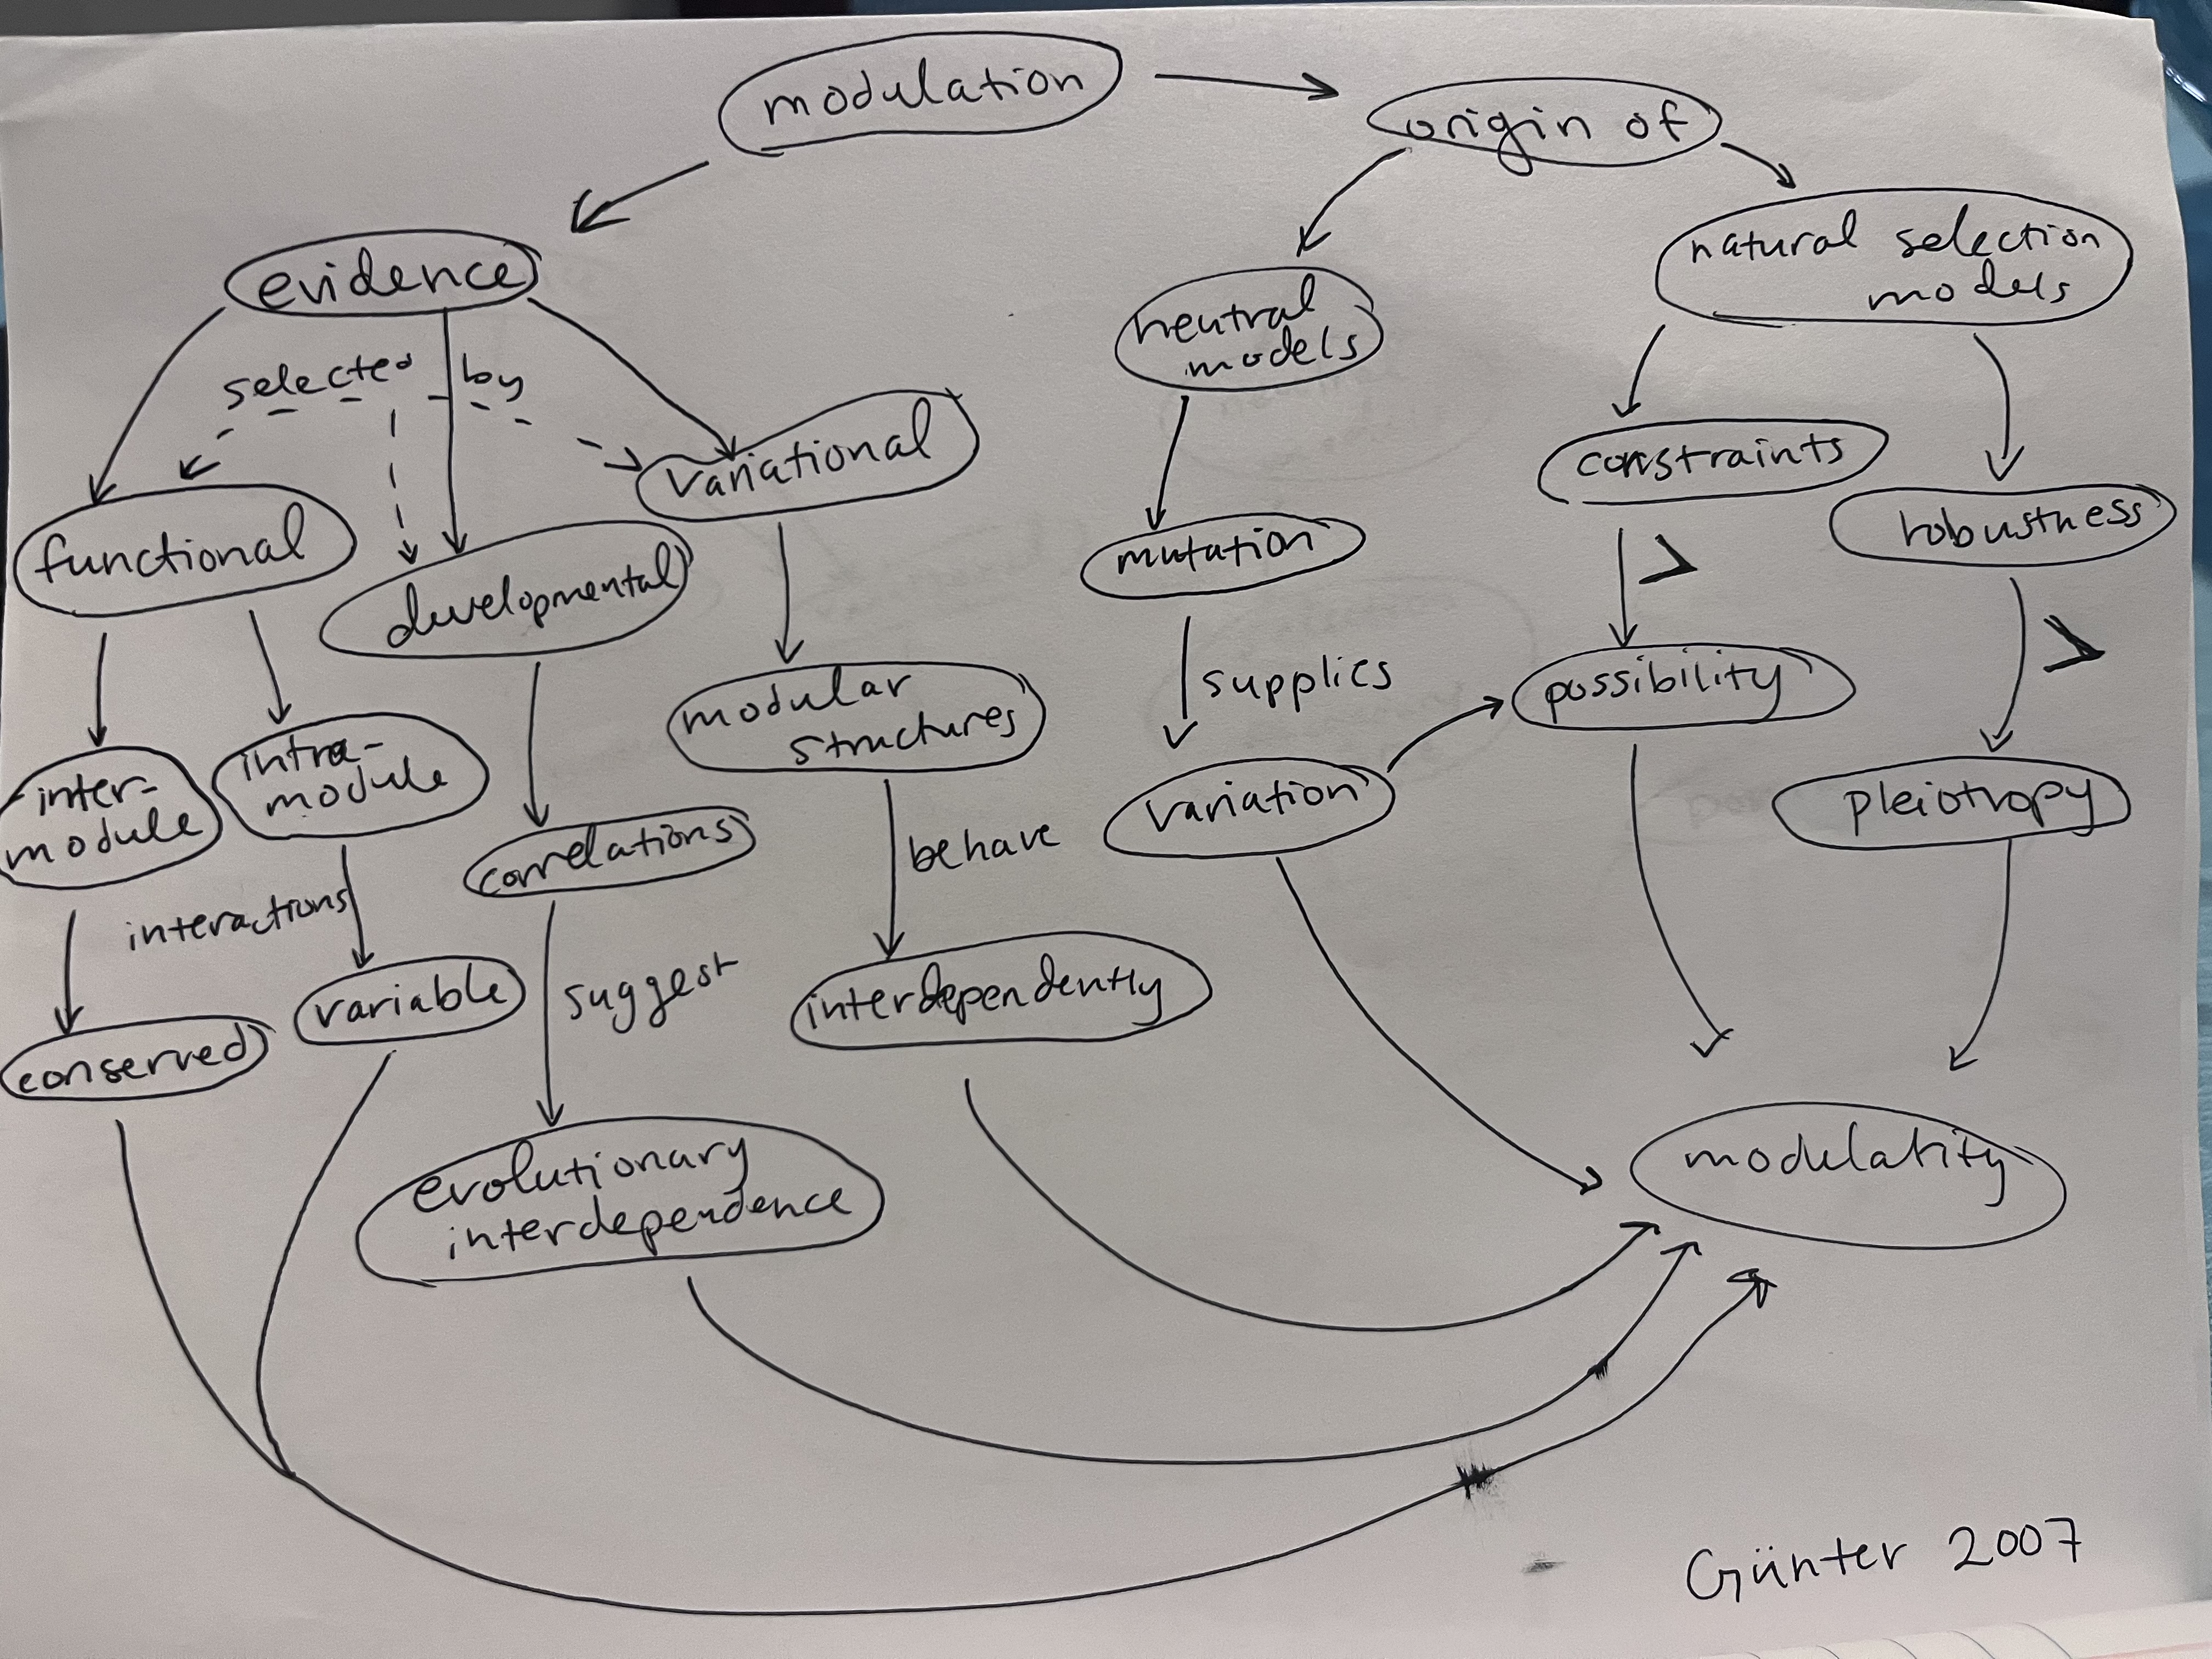 modulation
origin of
evidence
natural selection
models
neutral
models
selected by
variational
constraints
functional
developmental
mutation
robustness
modular
structures
supplies
possibility
inter-
module
intra-
module
correlations
behave
variation
pleiotropy
interactions
variable
suggest
interdependently
conserved
evolutionary
interdependence
modulatity
Günter 2007